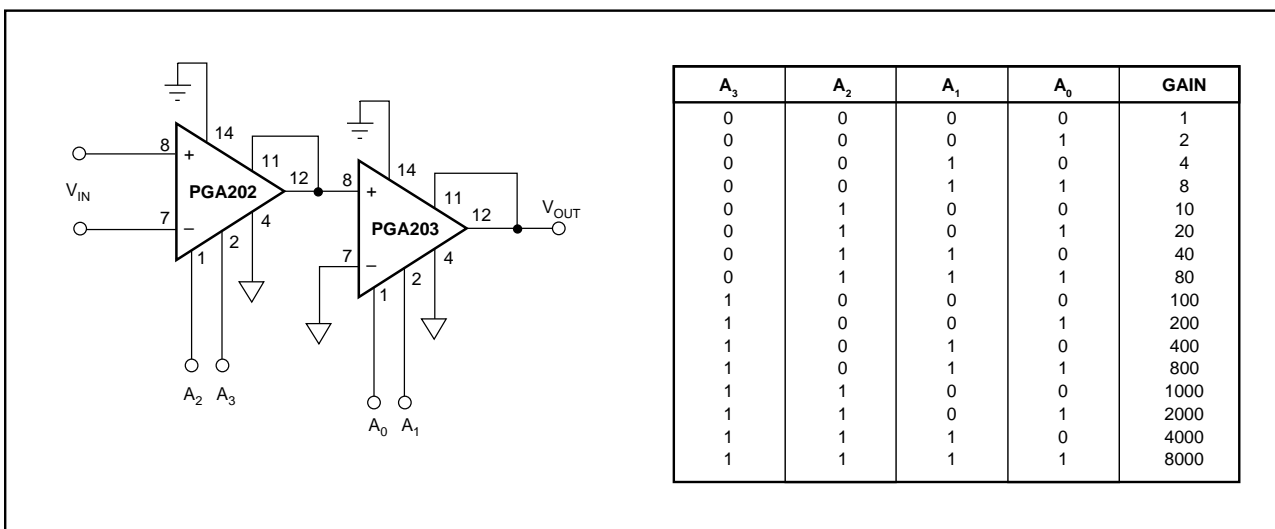 14
8
+
11
12
V_IN
PGA202
7
–
4
2
1
A_2 A_3
14
8
+
11
12
V_OUT
PGA203
7
–
4
2
1
A_0 A_1
A_3 A_2 A_1 A_0 GAIN
0 0 0 0 1
0 0 0 1 2
0 0 1 0 4
0 0 1 1 8
0 1 0 0 10
0 1 0 1 20
0 1 1 0 40
0 1 1 1 80
1 0 0 0 100
1 0 0 1 200
1 0 1 0 400
1 0 1 1 800
1 1 0 0 1000
1 1 0 1 2000
1 1 1 0 4000
1 1 1 1 8000